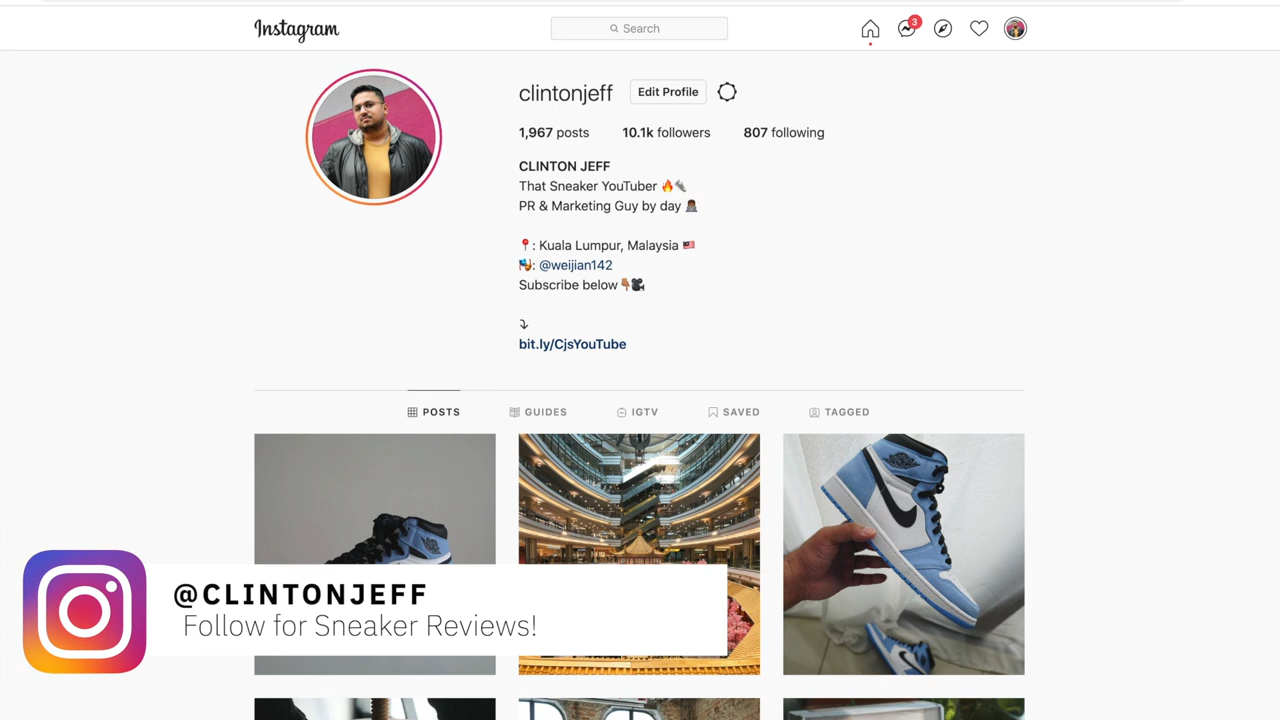 Instagram
Search
3
clintonjeff
Edit Profile
1,967 posts
10.1k followers
807 following
CLINTON JEFF
That Sneaker YouTuber 🔥👟
PR & Marketing Guy by day 👨🏾‍💻
📍: Kuala Lumpur, Malaysia 🇲🇾
: @weijian142
Subscribe below 👇🏾🎥
⤵
bit.ly/CjsYouTube
POSTS
GUIDES
IGTV
SAVED
TAGGED
@CLINTONJEFF
Follow for Sneaker Reviews!